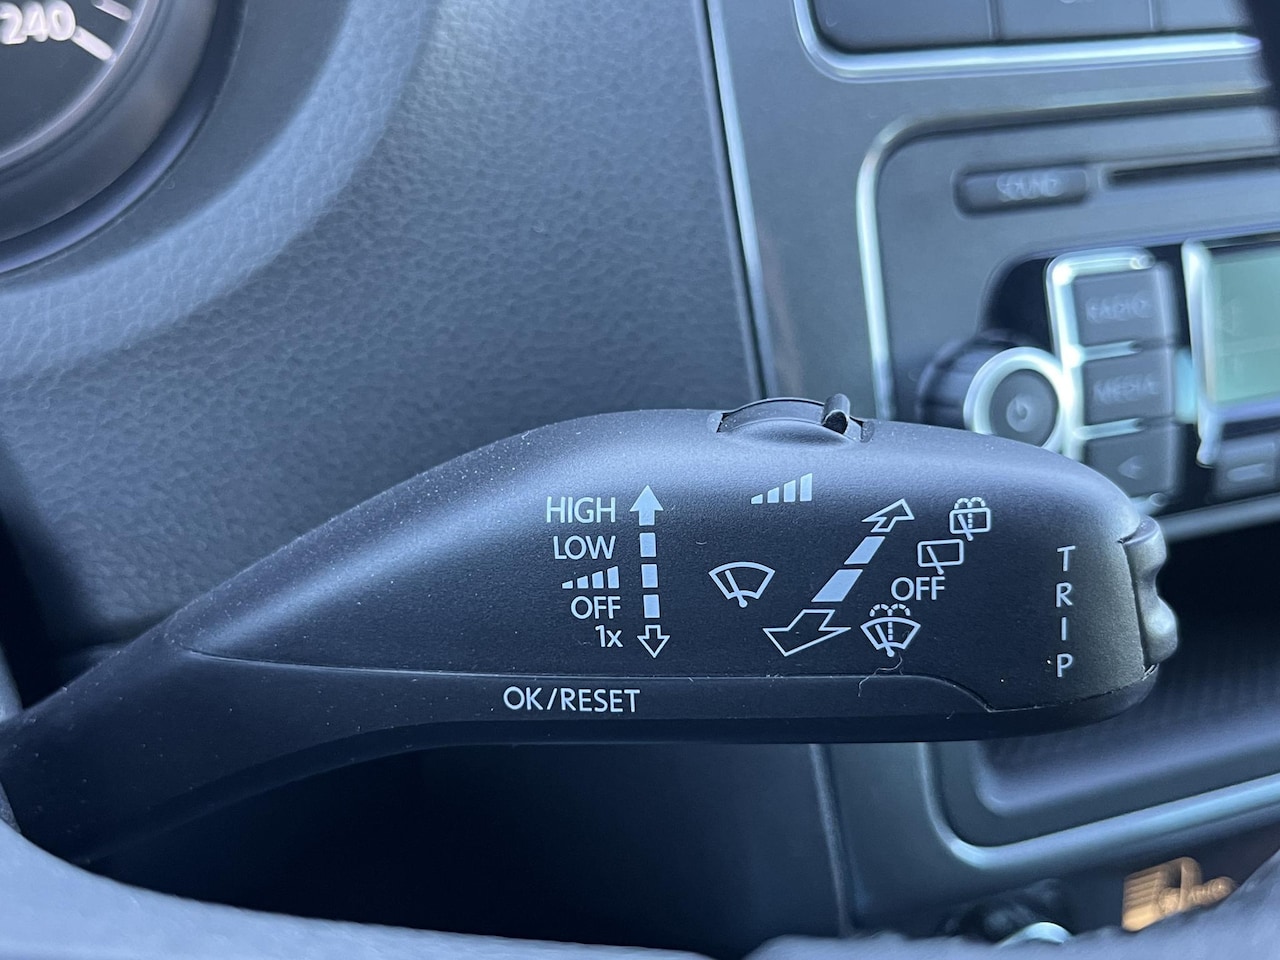 240
SOUND
RADIO
MEDIA
HIGH
LOW
OFF
1x
OFF
TRIP
OK/RESET